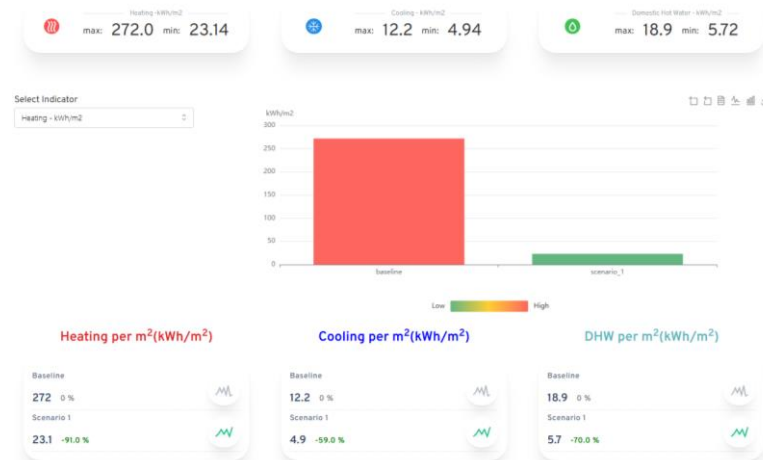 Heating -kWh/m2
max: 272.0 min: 23.14
Cooling - kWh/m2
max: 12.2 min: 4.94
Domestic Hot Water - kWh/m2
max: 18.9 min: 5.72
Select Indicator
Heating - kWh/m2
kWh/m2
300
250
200
150
100
50
0
baseline
scenario_1
Low
High
Heating per m²(kWh/m²)
Cooling per m²(kWh/m²)
DHW per m²(kWh/m²)
Baseline
272 0 %
Scenario 1
23.1 -91.0 %
Baseline
12.2 0 %
Scenario 1
4.9 -59.0 %
Baseline
18.9 0 %
Scenario 1
5.7 -70.0 %